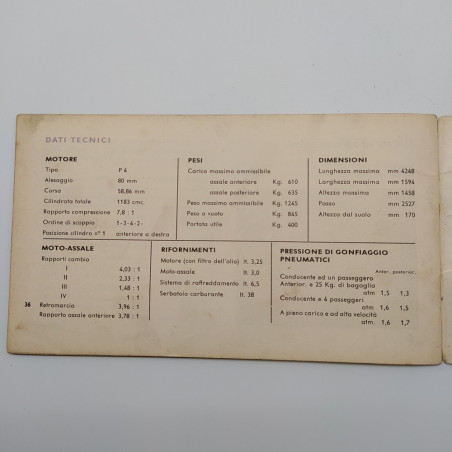 DATI TECNICI
MOTORE
Tipo P 4
Alesaggio 80 mm
Corsa 58,86 mm
Cilindrata totale 1183 cmc.
Rapporto compressione 7,8 : 1
Ordine di scoppio 1-3-4-2-
Posizione cilindro n° 1 anteriore a destra
PESI
Carico massimo ammissibile
assale anteriore Kg. 610
assale posteriore Kg. 635
Peso massimo ammissibile Kg. 1245
Peso a vuoto Kg. 845
Portata utile Kg. 400
DIMENSIONI
Lunghezza massima mm 4248
Larghezza massima mm 1594
Altezza massima mm 1458
Passo mm 2527
Altezza dal suolo mm 170
MOTO-ASSALE
Rapporti cambio
I 4,03 : 1
II 2,33 : 1
III 1,48 : 1
IV 1 : 1
Retromarcia 3,96 : 1
Rapporto assale anteriore 3,78 : 1
36
RIFORNIMENTI
Motore (con filtro dell'olio) lt. 3,25
Moto-assale lt. 3,0
Sistema di raffreddamento lt. 6,5
Serbatoio carburante lt. 38
PRESSIONE DI GONFIAGGIO
PNEUMATICI
Anter. posterior.
Conducente ed un passeggero
Anterior. e 25 Kg. di bagaglio
atm 1,5 1,3
Conducente e 4 passeggeri
atm 1,6 1,5
A pieno carico e ad alta velocità
atm. 1,6 1,7